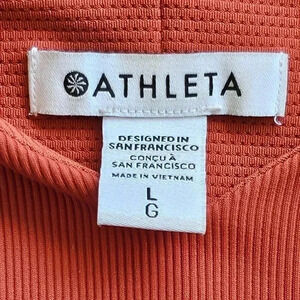 ATHLETA
DESIGNED IN
SAN FRANCISCO
CONÇU À
SAN FRANCISCO
MADE IN VIETNAM
L
G